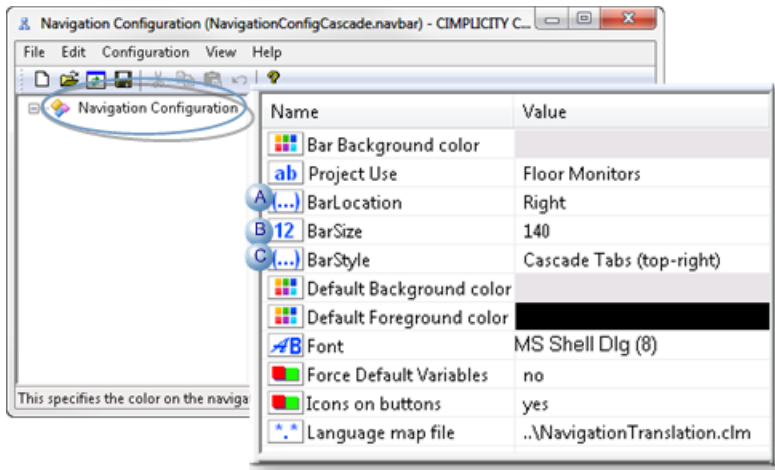 Navigation Configuration (NavigationConfigCascade.navbar) - CIMPLICITY C...
File Edit Configuration View Help
Navigation Configuration
Name Value
Bar Background color
ab Project Use Floor Monitors
A (...) BarLocation Right
B 12 BarSize 140
C (...) BarStyle Cascade Tabs (top-right)
Default Background color
Default Foreground color
AB Font MS Shell Dlg (8)
Force Default Variables no
Icons on buttons yes
*.* Language map file ..\NavigationTranslation.clm
This specifies the color on the naviga